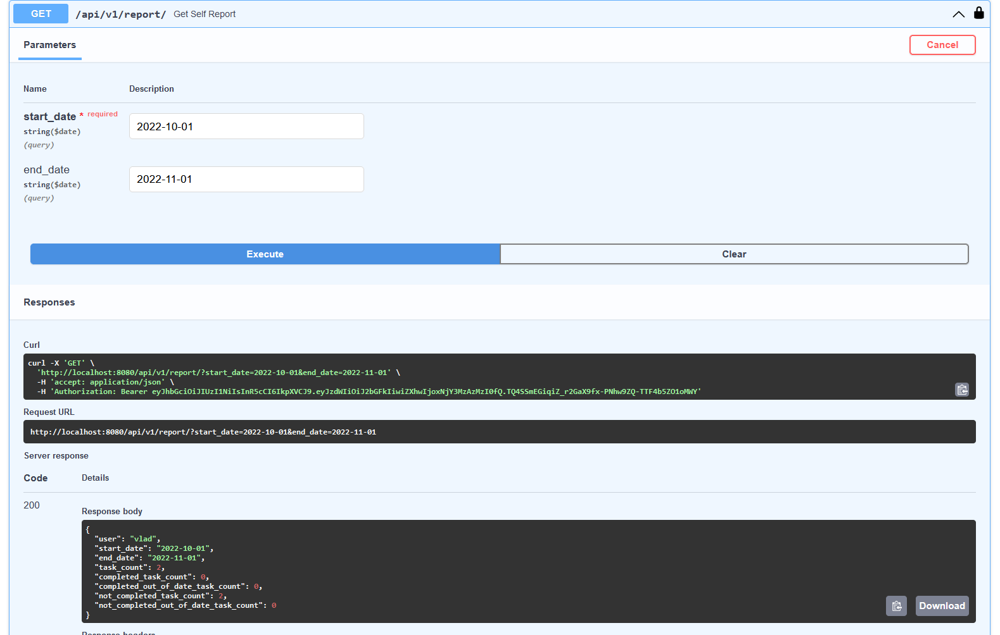 GET /api/v1/report/ Get Self Report
Parameters
Cancel
Name Description
start_date * required
string($date)
(query)
2022-10-01
end_date
string($date)
(query)
2022-11-01
Execute
Clear
Responses
Curl
curl -X 'GET' \
'http://localhost:8080/api/v1/report/?start_date=2022-10-01&end_date=2022-11-01' \
-H 'accept: application/json' \
-H 'Authorization: Bearer eyJhbGciOiJIUzI1NiIsInR5cCI6IkpXVCJ9.eyJzdWIiOiJ2bGFkIiwiZXhwIjoxNjY3MzAzMzI0fQ.TQ4SSmEGiqiZ_r2GaX9fx-PNhw9ZQ-TTF4b5ZO1oMWY'
Request URL
http://localhost:8080/api/v1/report/?start_date=2022-10-01&end_date=2022-11-01
Server response
Code Details
200
Response body
{
"user": "vlad",
"start_date": "2022-10-01",
"end_date": "2022-11-01",
"task_count": 2,
"completed_task_count": 0,
"completed_out_of_date_task_count": 0,
"not_completed_task_count": 2,
"not_completed_out_of_date_task_count": 0
}
Download
Response headers